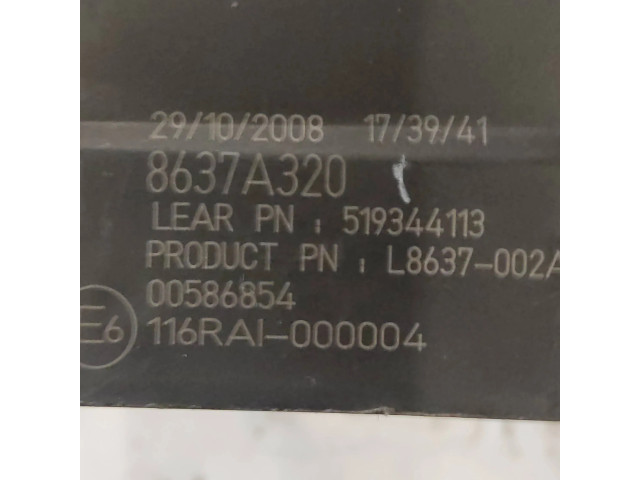 29/10/2008 17/39/41
8637A320
LEAR PN : 519344113
PRODUCT PN : L8637-002A
00586854
E6 116RAI-000004